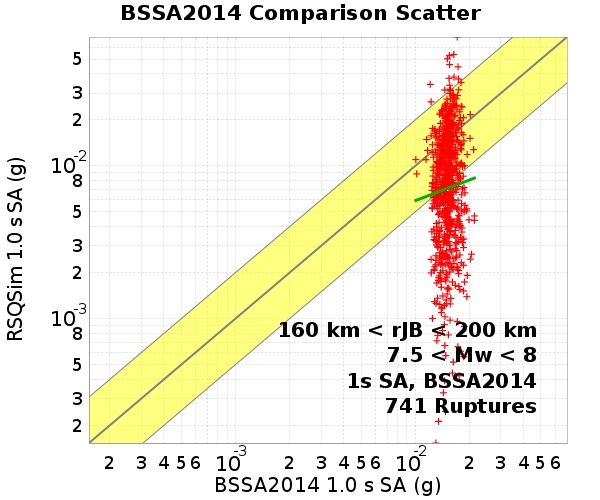 BSSA2014 Comparison Scatter
RSQSim 1.0 s SA (g)
5
3
2
10-2
8
5
3
2
10-3
8
5
3
2
160 km < rJB < 200 km
7.5 < Mw < 8
1s SA, BSSA2014
741 Ruptures
2 3 4 5 6 10-3 2 3 4 5 6 10-2 2 3 4 5 6
BSSA2014 1.0 s SA (g)